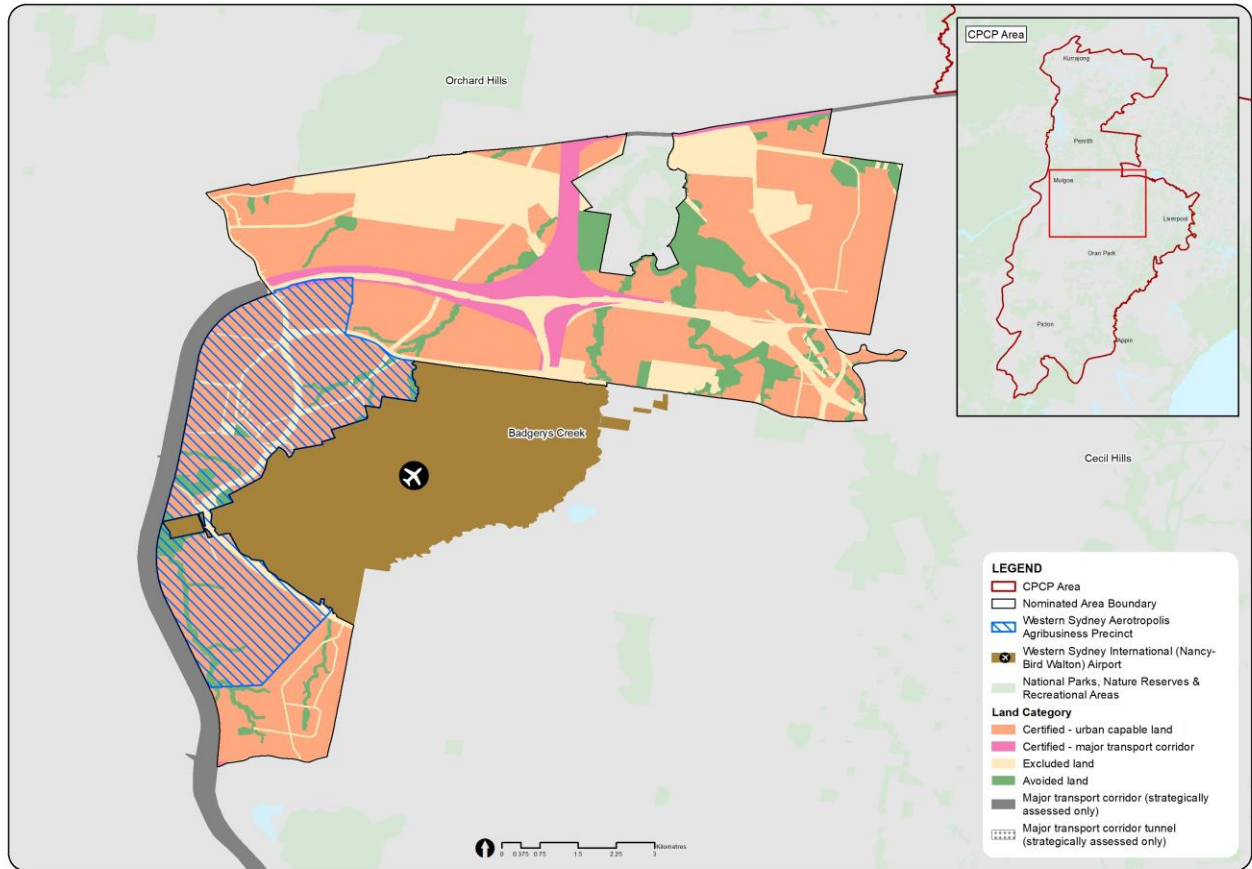 Orchard Hills
Badgerys Creek
Cecil Hills
CPCP Area
Kurrajong
Penrith
Mulgoa
Liverpool
Oran Park
Picton
Appin
LEGEND
CPCP Area
Nominated Area Boundary
Western Sydney Aerotropolis
Agribusiness Precinct
Western Sydney International (Nancy-
Bird Walton) Airport
National Parks, Nature Reserves &
Recreational Areas
Land Category
Certified - urban capable land
Certified - major transport corridor
Excluded land
Avoided land
Major transport corridor (strategically
assessed only)
Major transport corridor tunnel
(strategically assessed only)
Kilometres
0 0.375 0.75 1.5 2.25 3